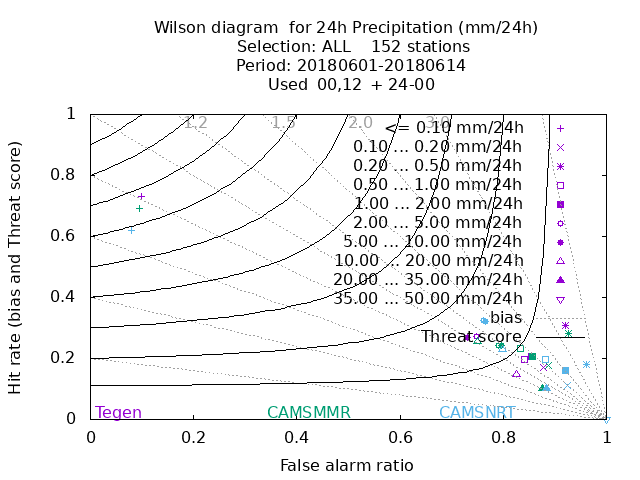 Wilson diagram  for 24h Precipitation (mm/24h)
Selection: ALL    152 stations
Period: 20180601-20180614
Used  00,12  + 24-00
Hit rate (bias and Threat score)
1
0.8
0.6
0.4
0.2
0
1.2
1.5
2.0
3.0
<= 0.10 mm/24h
0.10 ... 0.20 mm/24h
0.20 ... 0.50 mm/24h
0.50 ... 1.00 mm/24h
1.00 ... 2.00 mm/24h
2.00 ... 5.00 mm/24h
5.00 ... 10.00 mm/24h
10.00 ... 20.00 mm/24h
20.00 ... 35.00 mm/24h
35.00 ... 50.00 mm/24h
bias
Threat score
Tegen
CAMSMMR
CAMSNRT
0
0.2
0.4
0.6
0.8
1
False alarm ratio